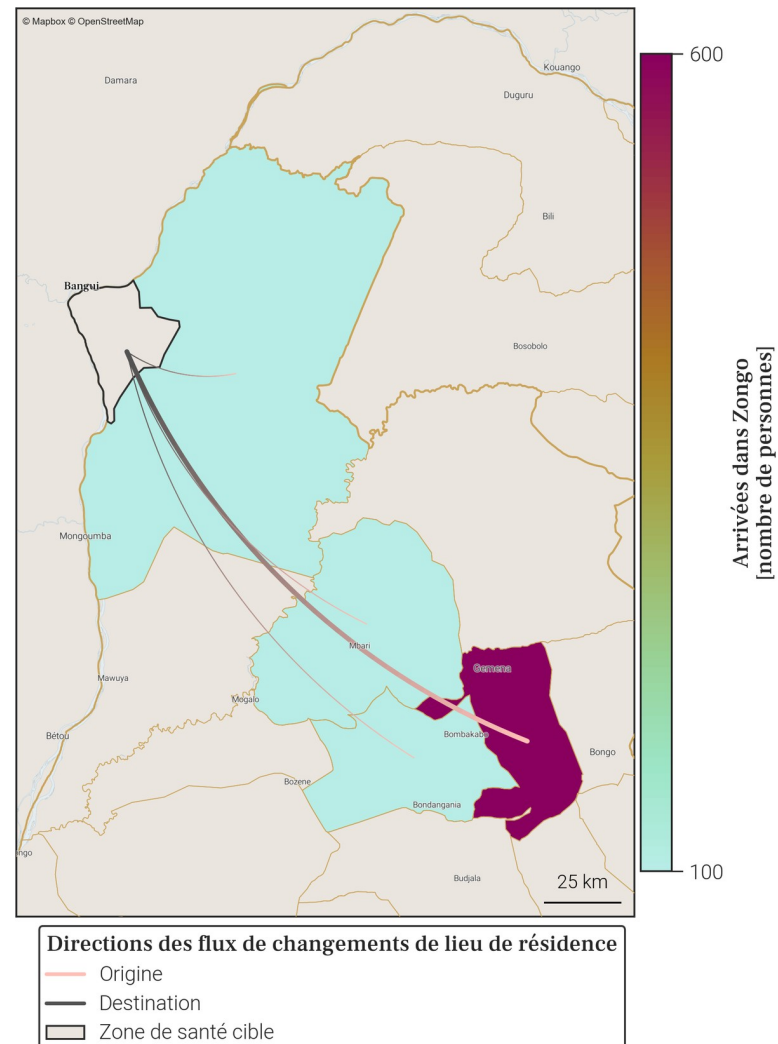 © Mapbox © OpenStreetMap
Kouango
Damara
Duguru
Bili
Bangui
Bosobolo
Mongoumba
Mbari
Gemena
Mawuya
Mogalo
Bétou
Bombakabo
Bongo
Bozene
Bondangania
ngo
Budjala
25 km
600
100
Arrivées dans Zongo
[nombre de personnes]
Directions des flux de changements de lieu de résidence
Origine
Destination
Zone de santé cible